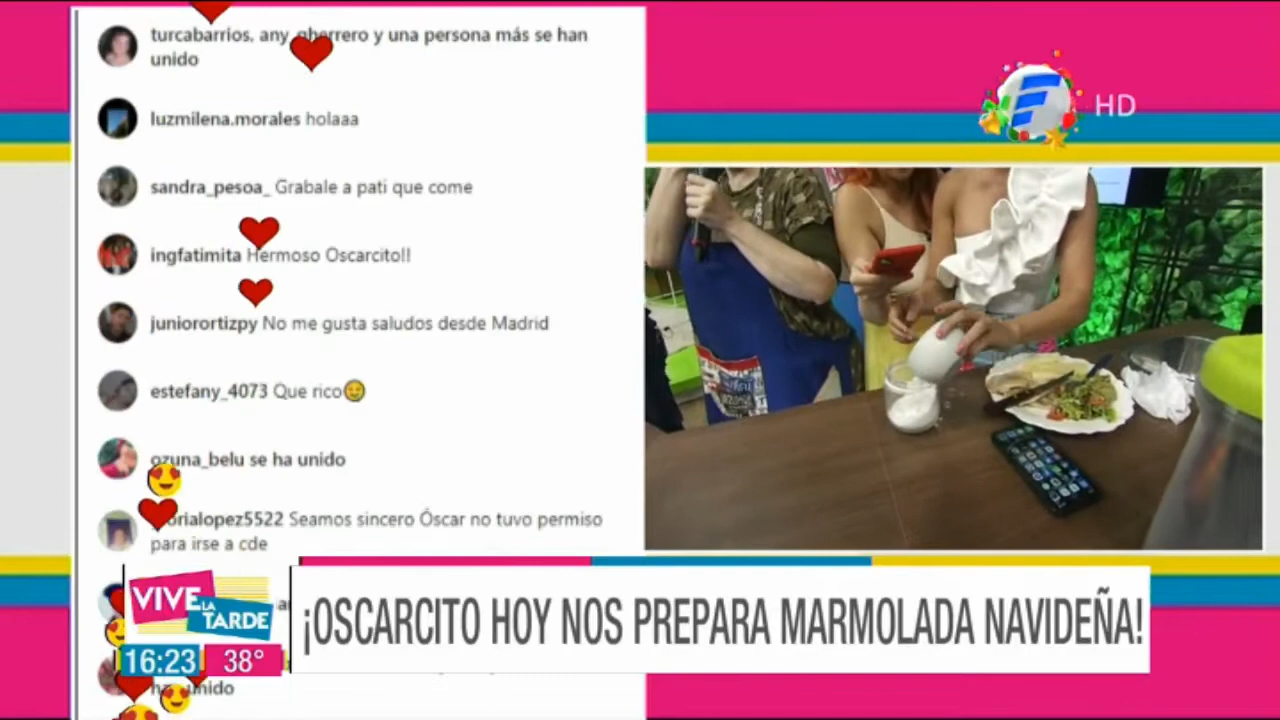 turcabarrios, any_gherrero y una persona más se han
unido
luzmilena.morales holaaa
sandra_pesoa_ Grabale a pati que come
ingfatimita Hermoso Oscarcito!!
juniorortizpy No me gusta saludos desde Madrid
estefany_4073 Que rico
ozuna_belu se ha unido
orialopez5522 Seamos sincero Óscar no tuvo permiso
para irse a cde
unido
HD
VIVE
LA
TARDE
16:23 38°
¡OSCARCITO HOY NOS PREPARA MARMOLADA NAVIDEÑA!